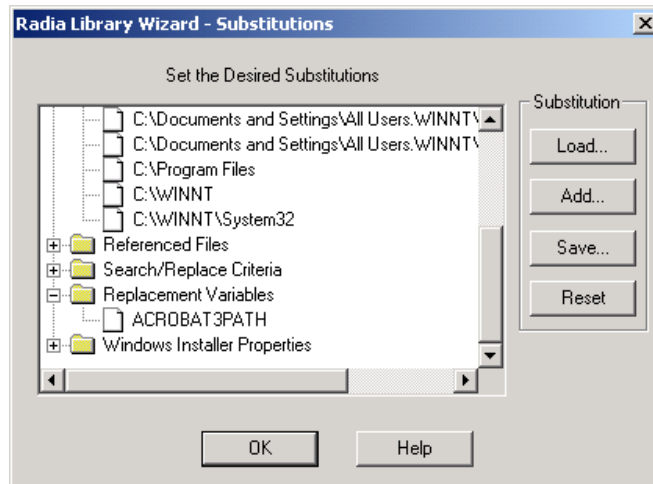 Radia Library Wizard - Substitutions
Set the Desired Substitutions
C:\Documents and Settings\All Users.WINNT\
C:\Documents and Settings\All Users.WINNT\
C:\Program Files
C:\WINNT
C:\WINNT\System32
Referenced Files
Search/Replace Criteria
Replacement Variables
ACROBAT3PATH
Windows Installer Properties
Substitution
Load...
Add...
Save...
Reset
OK
Help